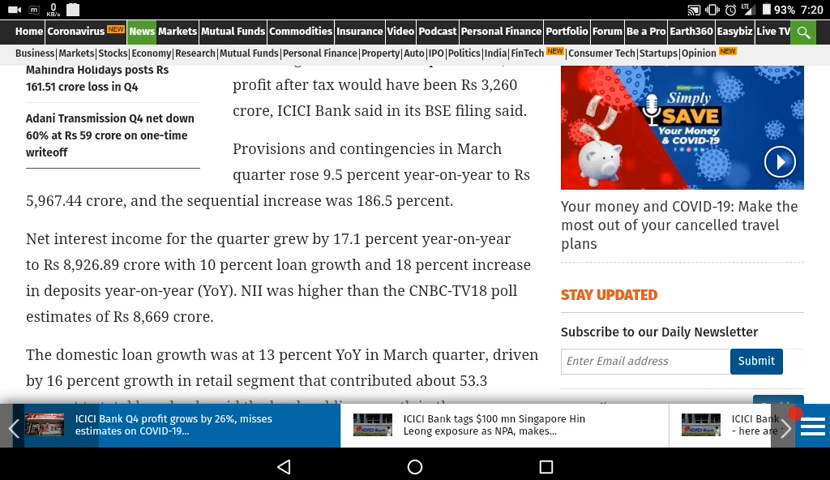 0
KB/s
93% 7:20
Home Coronavirus NEW News Markets Mutual Funds Commodities Insurance Video Podcast Personal Finance Portfolio Forum Be a Pro Earth360 Easybiz Live TV
Business| Markets| Stocks| Economy| Research| Mutual Funds| Personal Finance| Property| Auto| IPO| Politics| India| FinTech NEW | Consumer Tech| Startups| Opinion NEW
Mahindra Holidays posts Rs
161.51 crore loss in Q4
Adani Transmission Q4 net down
60% at Rs 59 crore on one-time
writeoff
profit after tax would have been Rs 3,260
crore, ICICI Bank said in its BSE filing said.
Provisions and contingencies in March
quarter rose 9.5 percent year-on-year to Rs
5,967.44 crore, and the sequential increase was 186.5 percent.
Net interest income for the quarter grew by 17.1 percent year-on-year
to Rs 8,926.89 crore with 10 percent loan growth and 18 percent increase
in deposits year-on-year (YoY). NII was higher than the CNBC-TV18 poll
estimates of Rs 8,669 crore.
The domestic loan growth was at 13 percent YoY in March quarter, driven
by 16 percent growth in retail segment that contributed about 53.3
Simply
SAVE
Your Money
& COVID-19
Your money and COVID-19: Make the
most out of your cancelled travel
plans
STAY UPDATED
Subscribe to our Daily Newsletter
Enter Email address Submit
ICICI Bank Q4 profit grows by 26%, misses
estimates on COVID-19...
ICICI Bank tags $100 mn Singapore Hin
Leong exposure as NPA, makes...
ICICI Bank
- here are